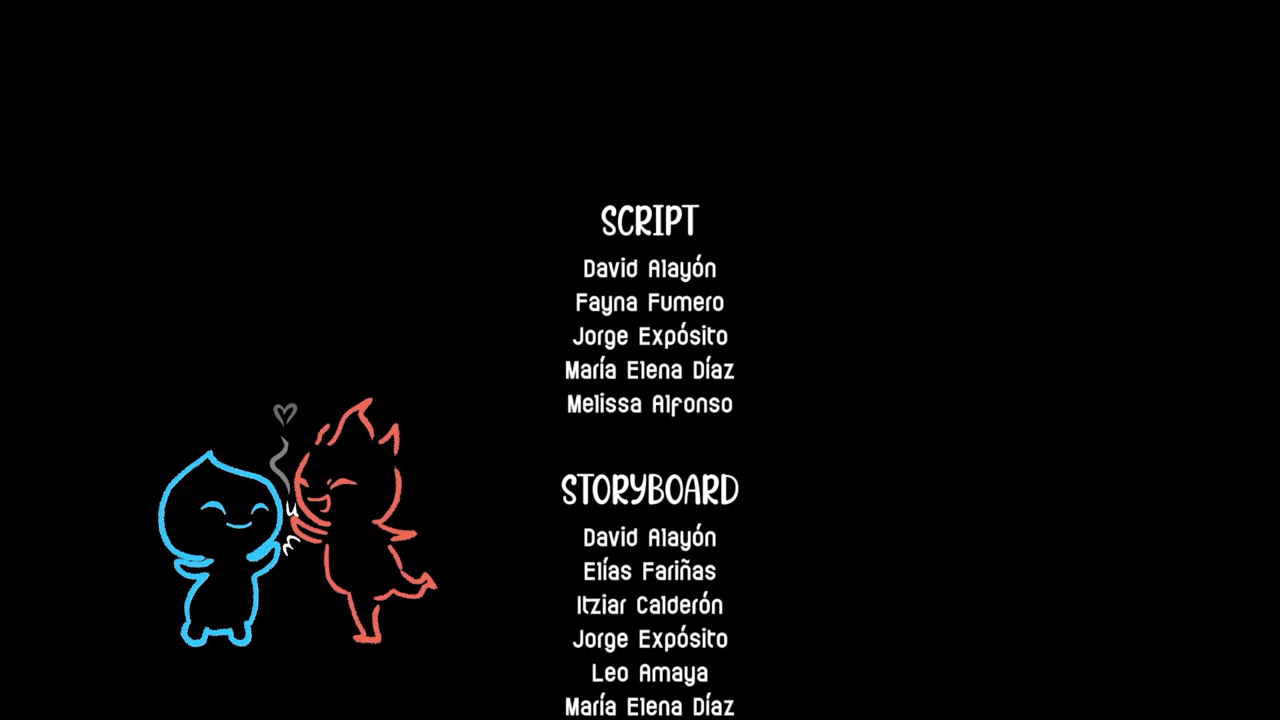 SCRIPT
David Alayón
Fayna Fumero
Jorge Expósito
María Elena Díaz
Melissa Alfonso
STORYBOARD
David Alayón
Elías Fariñas
Itziar Calderón
Jorge Expósito
Leo Amaya
María Elena Díaz